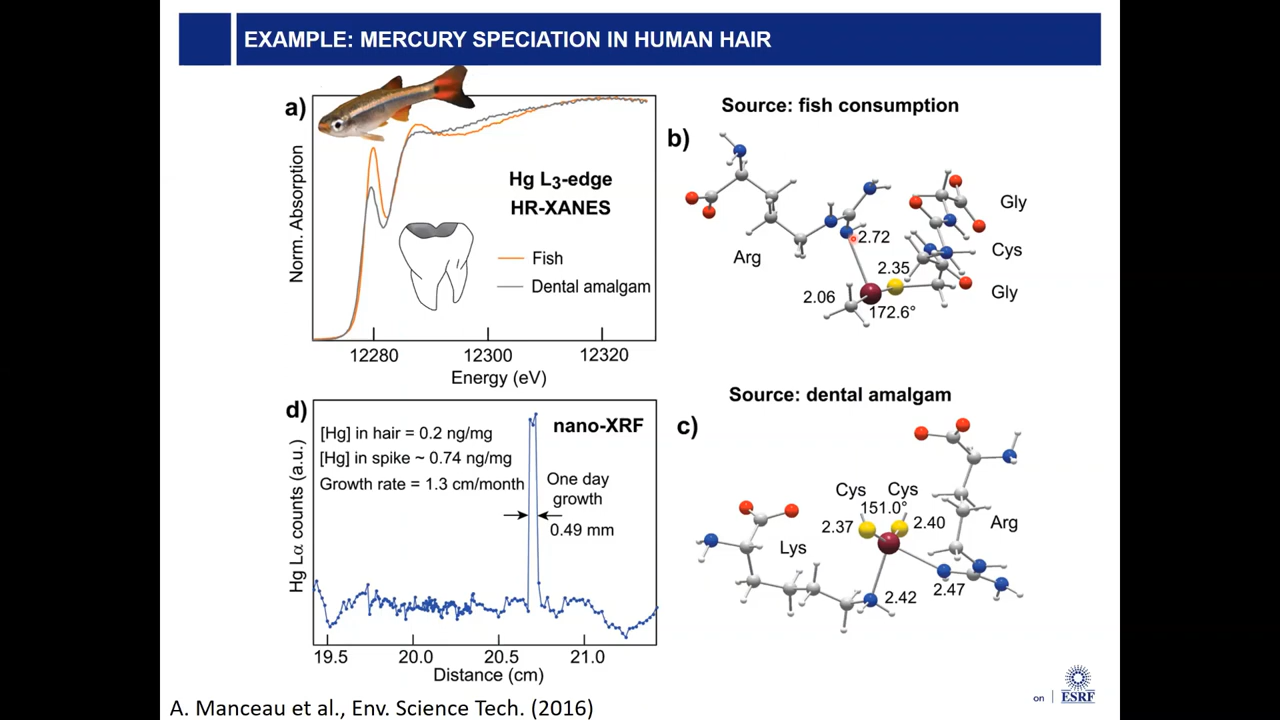 EXAMPLE: MERCURY SPECIATION IN HUMAN HAIR
a)
Norm. Absorption
Hg L3-edge
HR-XANES
Fish
Dental amalgam
12280
12300
12320
Energy (eV)
Source: fish consumption
b)
Arg
2.72
2.35
2.06
172.6°
Gly
Cys
Gly
d)
Hg Lα counts (a.u.)
nano-XRF
[Hg] in hair = 0.2 ng/mg
[Hg] in spike ~ 0.74 ng/mg
Growth rate = 1.3 cm/month
One day
growth
0.49 mm
19.5
20.0
20.5
21.0
Distance (cm)
Source: dental amalgam
c)
Cys
Cys
151.0°
2.37
2.40
Arg
Lys
2.42
2.47
A. Manceau et al., Env. Science Tech. (2016)
on
ESRF